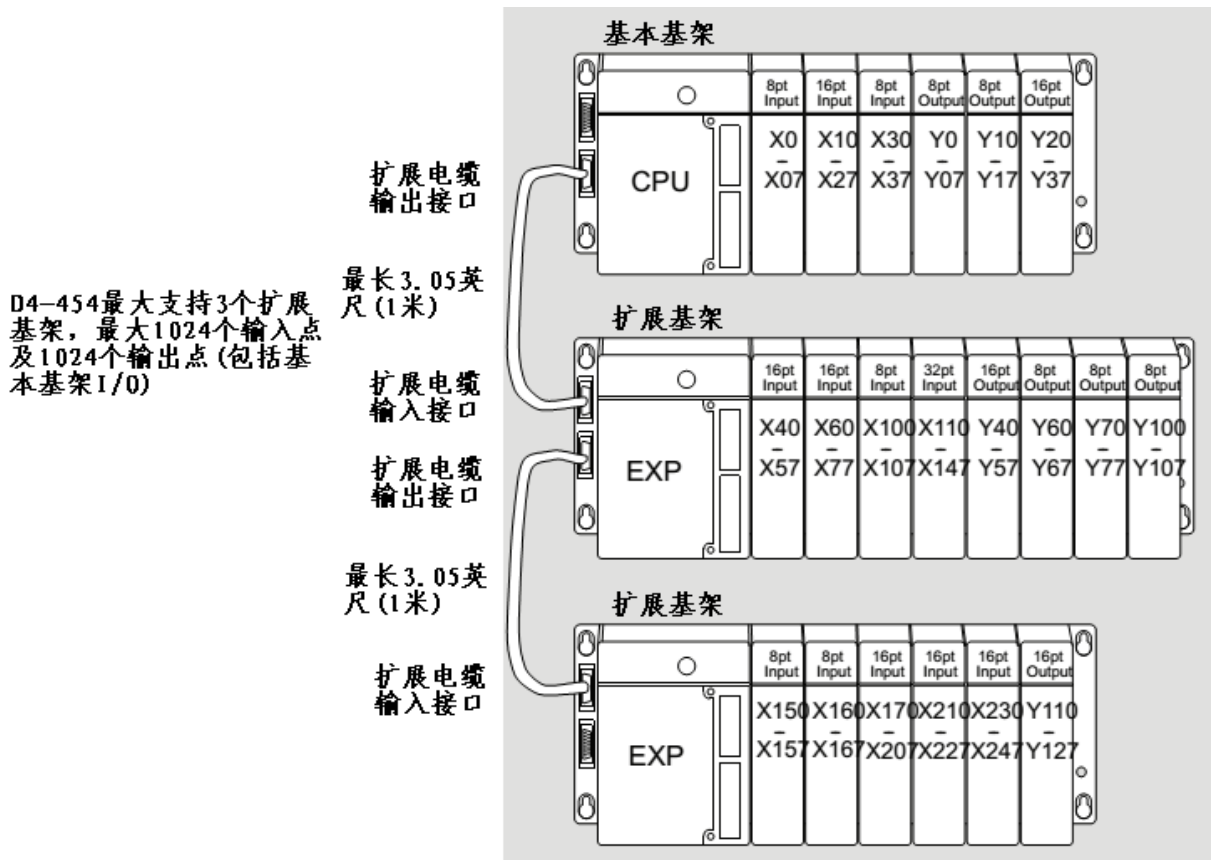 基本基架
8pt Input
16pt Input
8pt Input
8pt Output
8pt Output
16pt Output
CPU
X0 – X07
X10 – X27
X30 – X37
Y0 – Y07
Y10 – Y17
Y20 – Y37
扩展电缆
输出接口
最长3.05英
尺(1米)
D4-454最大支持3个扩展
基架，最大1024个输入点
及1024个输出点(包括基
本基架I/O)
扩展基架
扩展电缆
输入接口
扩展电缆
输出接口
16pt Input
16pt Input
8pt Input
32pt Input
16pt Output
8pt Output
8pt Output
8pt Output
EXP
X40 – X57
X60 – X77
X100 – X107
X110 – X147
Y40 – Y57
Y60 – Y67
Y70 – Y77
Y100 – Y107
最长3.05英
尺(1米)
扩展基架
扩展电缆
输入接口
8pt Input
8pt Input
16pt Input
16pt Input
16pt Input
16pt Output
EXP
X150 – X157
X160 – X167
X170 – X207
X210 – X227
X230 – X247
Y110 – Y127